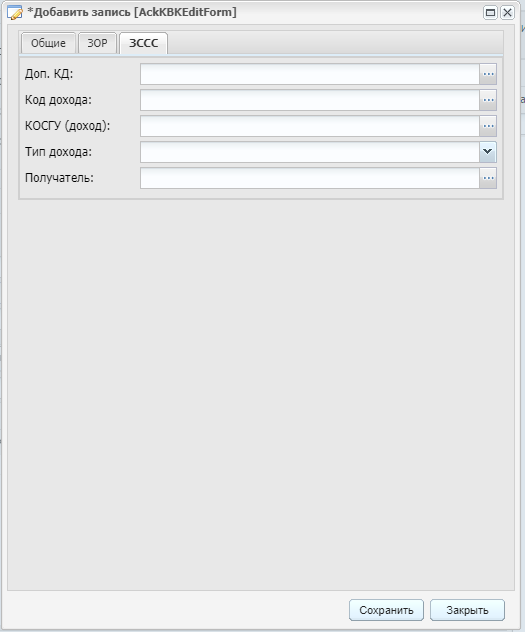 *Добавить запись [AckKBKEditForm]
Общие ЗОР ЗССС
Доп. КД:
Код дохода:
КОСГУ (доход):
Тип дохода:
Получатель:
Сохранить Закрыть